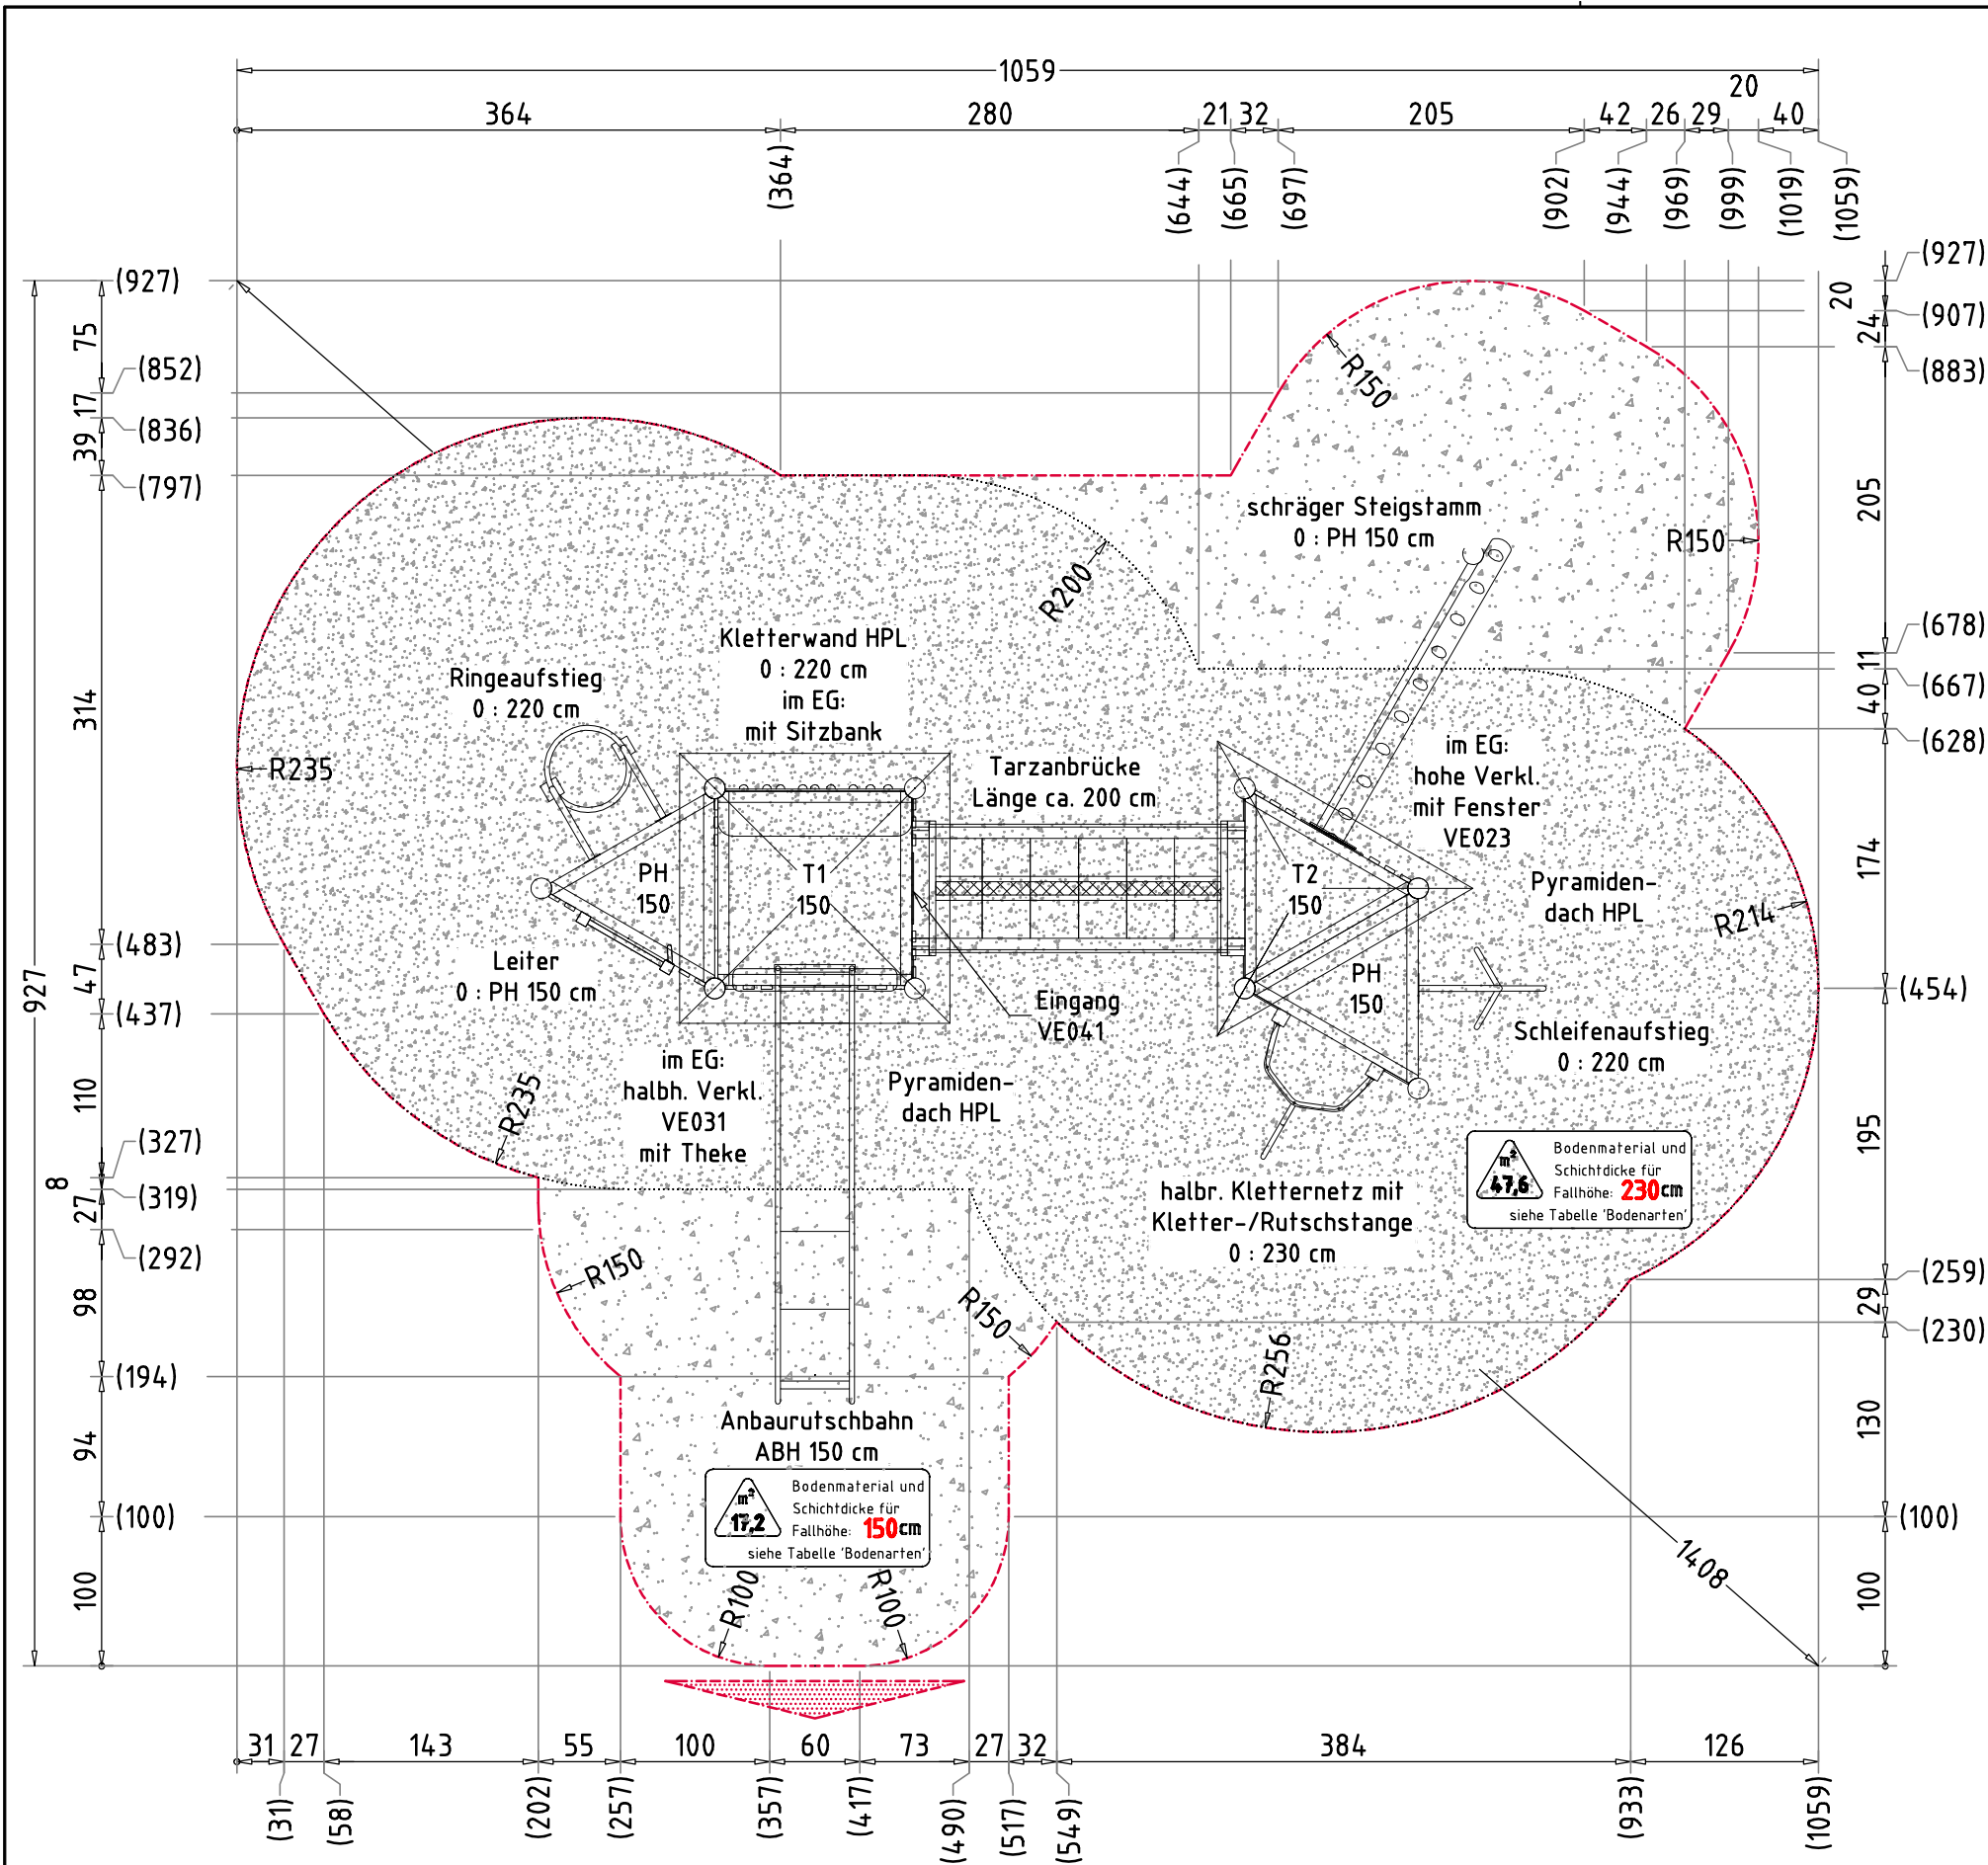 1059
20
364
280
21
32
205
42
26
29
40
(364)
(644)
(665)
(697)
(902)
(944)
(969)
(999)
(1019)
(1059)
(927)
75
(852)
17
(836)
39
(797)
314
(483)
47
(437)
927
110
(327)
8
(319)
27
(292)
98
(194)
94
(100)
100
(927)
20
(907)
24
(883)
205
(678)
11
(667)
40
(628)
174
(454)
195
(259)
29
(230)
130
(100)
100
R150
schräger Steigstamm
0 : PH 150 cm
R150
R200
Kletterwand HPL
0 : 220 cm
im EG:
mit Sitzbank
Ringeaufstieg
0 : 220 cm
R235
Tarzanbrücke
Länge ca. 200 cm
im EG:
hohe Verkl.
mit Fenster
VE023
PH
150
T1
150
T2
150
Pyramiden-
dach HPL
R214
Leiter
0 : PH 150 cm
PH
150
Eingang
VE041
Schleifenaufstieg
0 : 220 cm
im EG:
halbh. Verkl.
VE031
mit Theke
Pyramiden-
dach HPL
R235
m²
47,6
Bodenmaterial und
Schichtdicke für
Fallhöhe: 230cm
siehe Tabelle 'Bodenarten'
halbr. Kletternetz mit
Kletter-/Rutschstange
0 : 230 cm
R150
R150
R256
Anbaurutschbahn
ABH 150 cm
m²
17,2
Bodenmaterial und
Schichtdicke für
Fallhöhe: 150cm
siehe Tabelle 'Bodenarten'
R100
R100
1408
31
27
143
55
100
60
73
27
32
384
126
(31)
(58)
(202)
(257)
(357)
(417)
(490)
(517)
(549)
(933)
(1059)